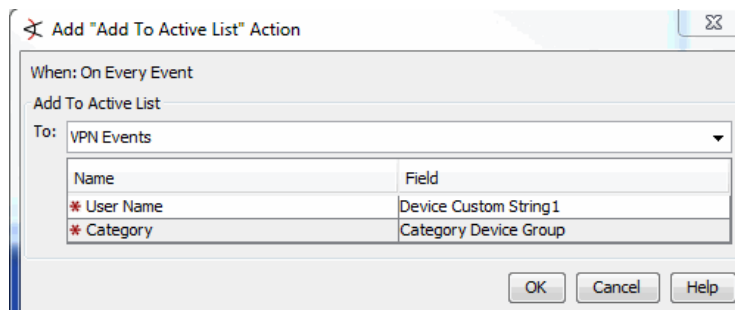 Add "Add To Active List" Action
When: On Every Event
Add To Active List
To: VPN Events
Name Field
* User Name Device Custom String1
* Category Category Device Group
OK Cancel Help